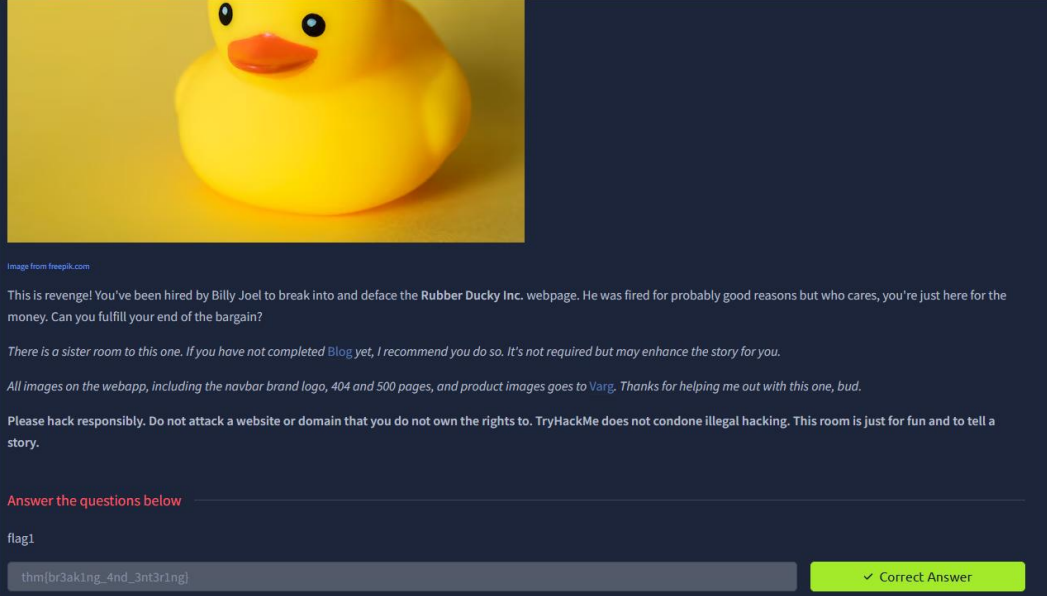 Image from freepik.com
This is revenge! You've been hired by Billy Joel to break into and deface the Rubber Ducky Inc. webpage. He was fired for probably good reasons but who cares, you're just here for the
money. Can you fulfill your end of the bargain?
There is a sister room to this one. If you have not completed Blog yet, I recommend you do so. It's not required but may enhance the story for you.
All images on the webapp, including the navbar brand logo, 404 and 500 pages, and product images goes to Varg. Thanks for helping me out with this one, bud.
Please hack responsibly. Do not attack a website or domain that you do not own the rights to. TryHackMe does not condone illegal hacking. This room is just for fun and to tell a
story.
Answer the questions below
flag1
thm{br3ak1ng_4nd_3nt3r1ng}
✓ Correct Answer